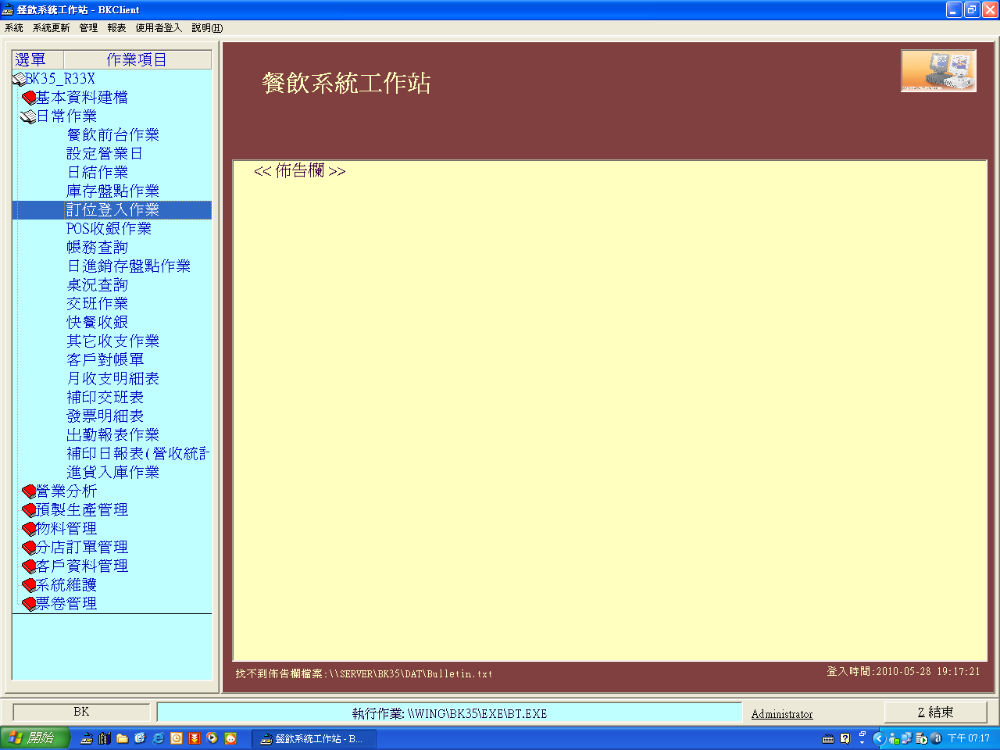 餐飲系統工作站 - BKClient
系統 系統更新 管理 報表 使用者登入 說明(H)
選單 作業項目
BK35_R33X
基本資料建檔
日常作業
餐飲前台作業
設定營業日
日結作業
庫存盤點作業
訂位登入作業
POS收銀作業
帳務查詢
日進銷存盤點作業
桌況查詢
交班作業
快餐收銀
其它收支作業
客戶對帳單
月收支明細表
補印交班表
發票明細表
出勤報表作業
補印日報表(營收統計
進貨入庫作業
營業分析
預製生產管理
物料管理
分店訂單管理
客戶資料管理
系統維護
票卷管理
餐飲系統工作站
<< 佈告欄 >>
找不到佈告欄檔案:\\SERVER\BK35\DAT\Bulletin.txt
登入時間:2010-05-28 19:17:21
BK
執行作業: \\WING\BK35\EXE\BT.EXE
Administrator
Z 結束
開始
餐飲系統工作站 - B...
下午 07:17